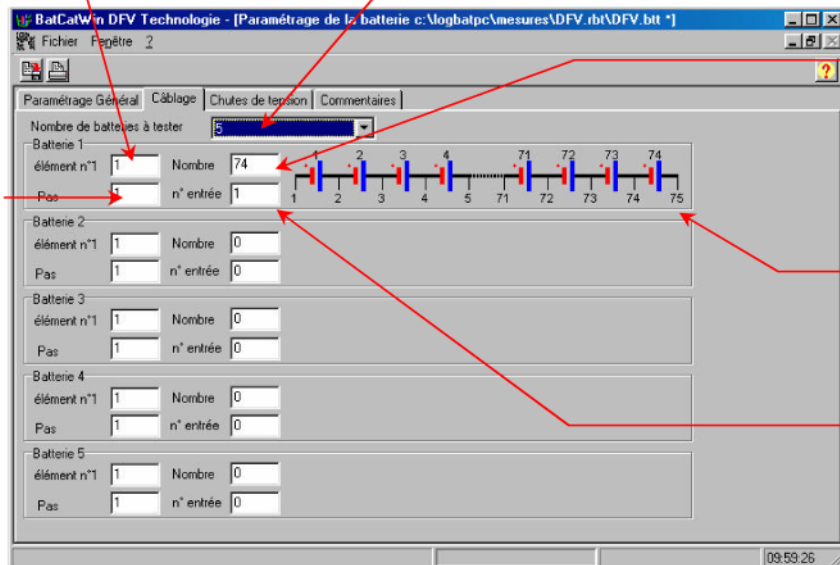 BatCatWin DFV Technologie - [Paramétrage de la batterie c:\logbatpc\mesures\DFV.rbt\DFV.btt *]
Fichier Fenêtre ?
?
Paramétrage Général Câblage Chutes de tension Commentaires
Nombre de batteries à tester 5
Batterie 1
élément n°1 1 Nombre 74
Pas 1 n° entrée 1
1 2 3 4 71 72 73 74
1 2 3 4 5 71 72 73 74 75
Batterie 2
élément n°1 1 Nombre 0
Pas 1 n° entrée 0
Batterie 3
élément n°1 1 Nombre 0
Pas 1 n° entrée 0
Batterie 4
élément n°1 1 Nombre 0
Pas 1 n° entrée 0
Batterie 5
élément n°1 1 Nombre 0
Pas 1 n° entrée 0
09:59:26